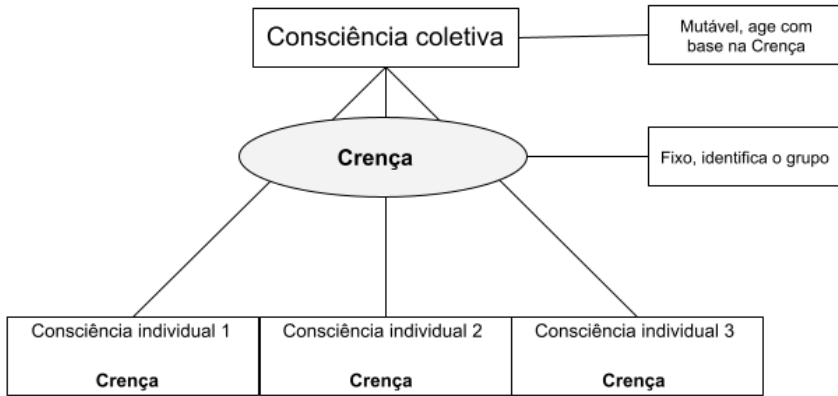 Consciência coletiva
Mutável, age com
base na Crença
Crença
Fixo, identifica o grupo
Consciência individual 1
Crença
Consciência individual 2
Crença
Consciência individual 3
Crença